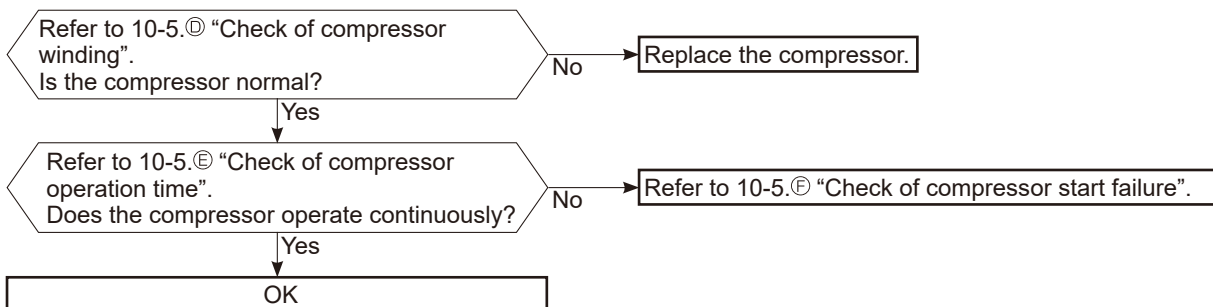 Refer to 10-5.Ⓓ “Check of compressor
winding”.
Is the compressor normal?
No
Replace the compressor.
Yes
Refer to 10-5.Ⓔ “Check of compressor
operation time”.
Does the compressor operate continuously?
No
Refer to 10-5.Ⓕ “Check of compressor start failure”.
Yes
OK